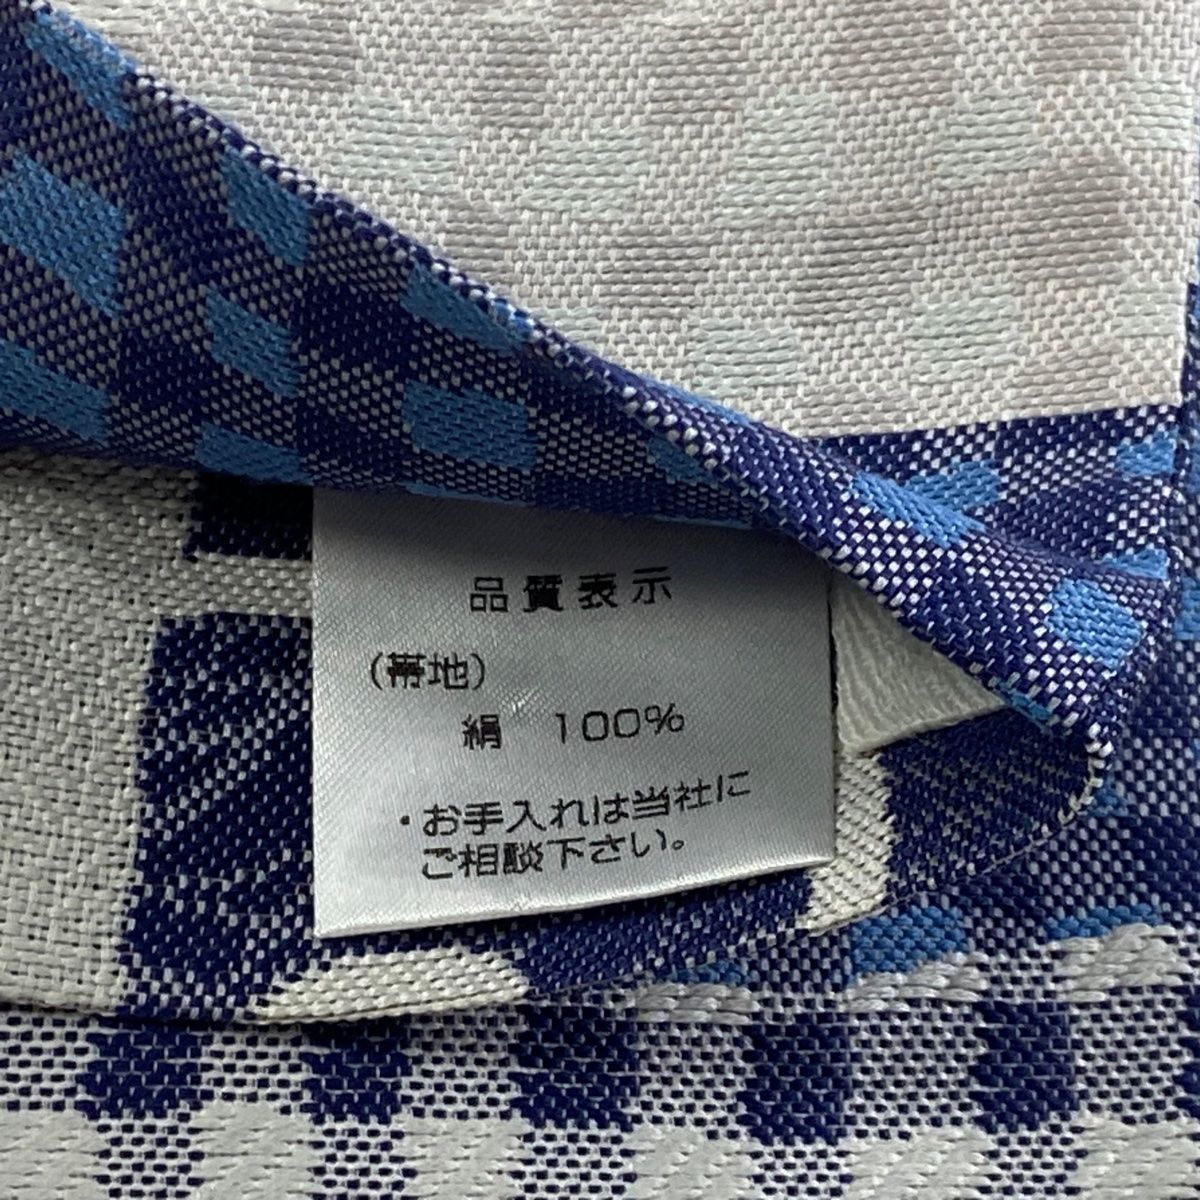 品質表示
(帯地)
絹 100%
・お手入れは当社に
ご相談下さい。